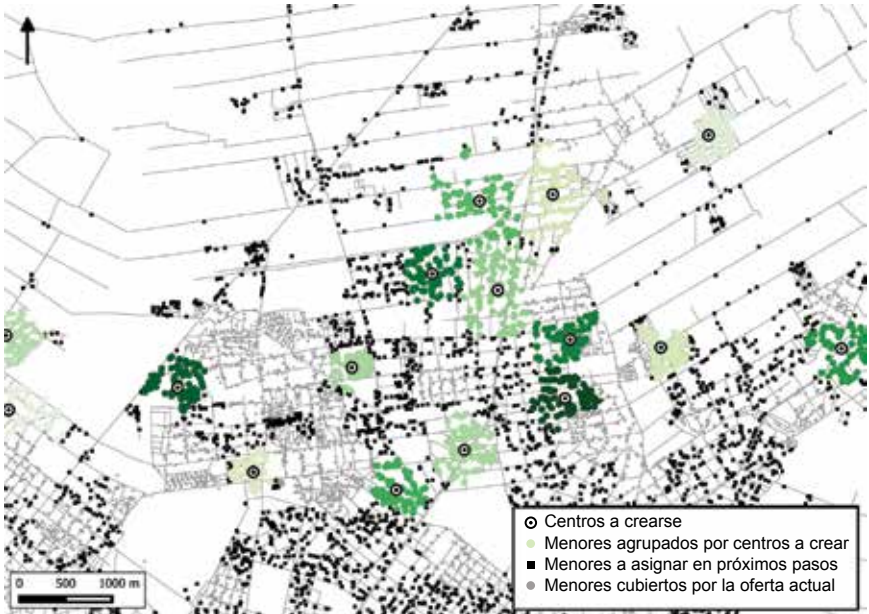 Centros a crearse
Menores agrupados por centros a crear
Menores a asignar en próximos pasos
Menores cubiertos por la oferta actual
0 500 1000 m